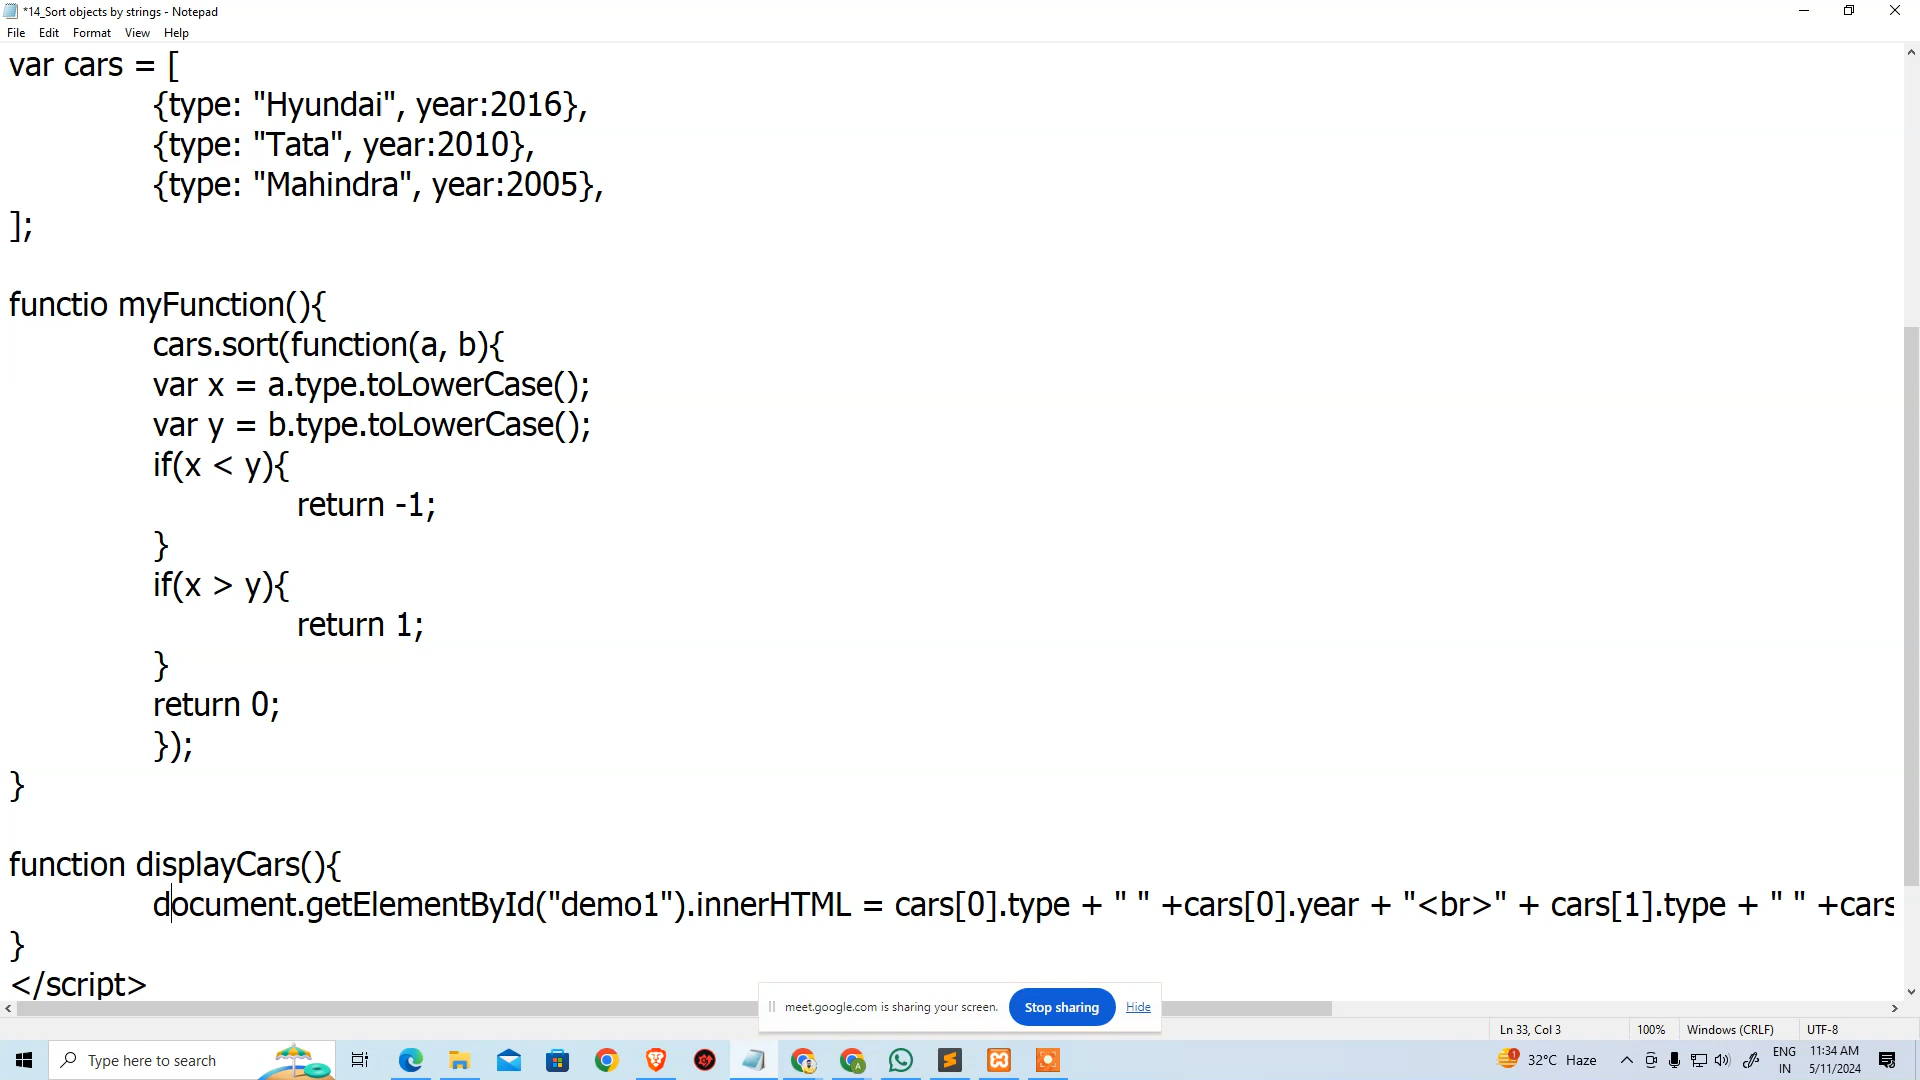 *14_Sort objects by strings - Notepad
File Edit Format View Help
var cars = [
{type: "Hyundai", year:2016},
{type: "Tata", year:2010},
{type: "Mahindra", year:2005},
];
functio myFunction(){
cars.sort(function(a, b){
var x = a.type.toLowerCase();
var y = b.type.toLowerCase();
if(x < y){
return -1;
}
if(x > y){
return 1;
}
return 0;
});
}
function displayCars(){
document.getElementById("demo1").innerHTML = cars[0].type + " " +cars[0].year + "<br>" + cars[1].type + " " +cars
}
</script>
meet.google.com is sharing your screen. Stop sharing Hide
Ln 33, Col 3 100% Windows (CRLF) UTF-8
Type here to search 1 32°C Haze ENG IN 11:34 AM 5/11/2024